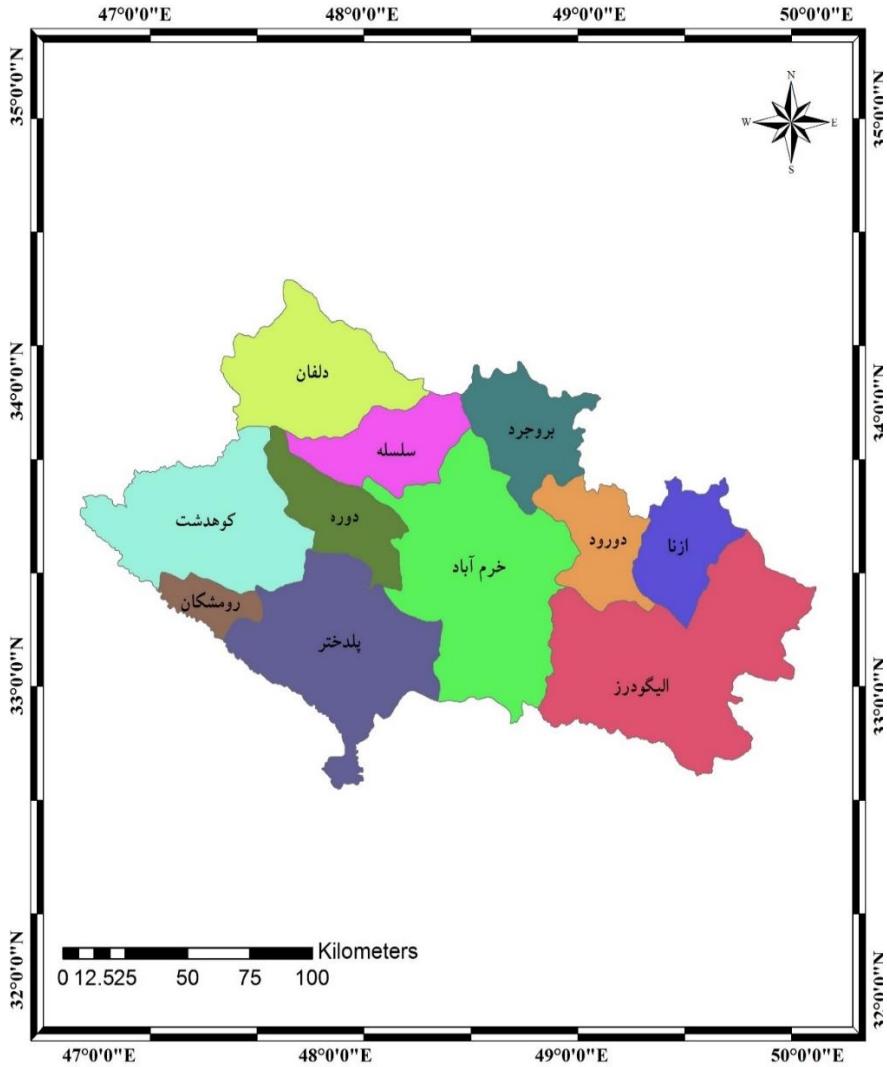 47°0'0"E 48°0'0"E 49°0'0"E 50°0'0"E
N
W E
S
35°0'0"N 35°0'0"N
دلفان
34°0'0"N 34°0'0"N
بروجرد
سلسله
کوهدشت
دوره
دورود
ازنا
خرم آباد
رومشکان
پلدختر
الیگودرز
33°0'0"N 33°0'0"N
Kilometers
0 12.525 50 75 100
32°0'0"N 32°0'0"N
47°0'0"E 48°0'0"E 49°0'0"E 50°0'0"E